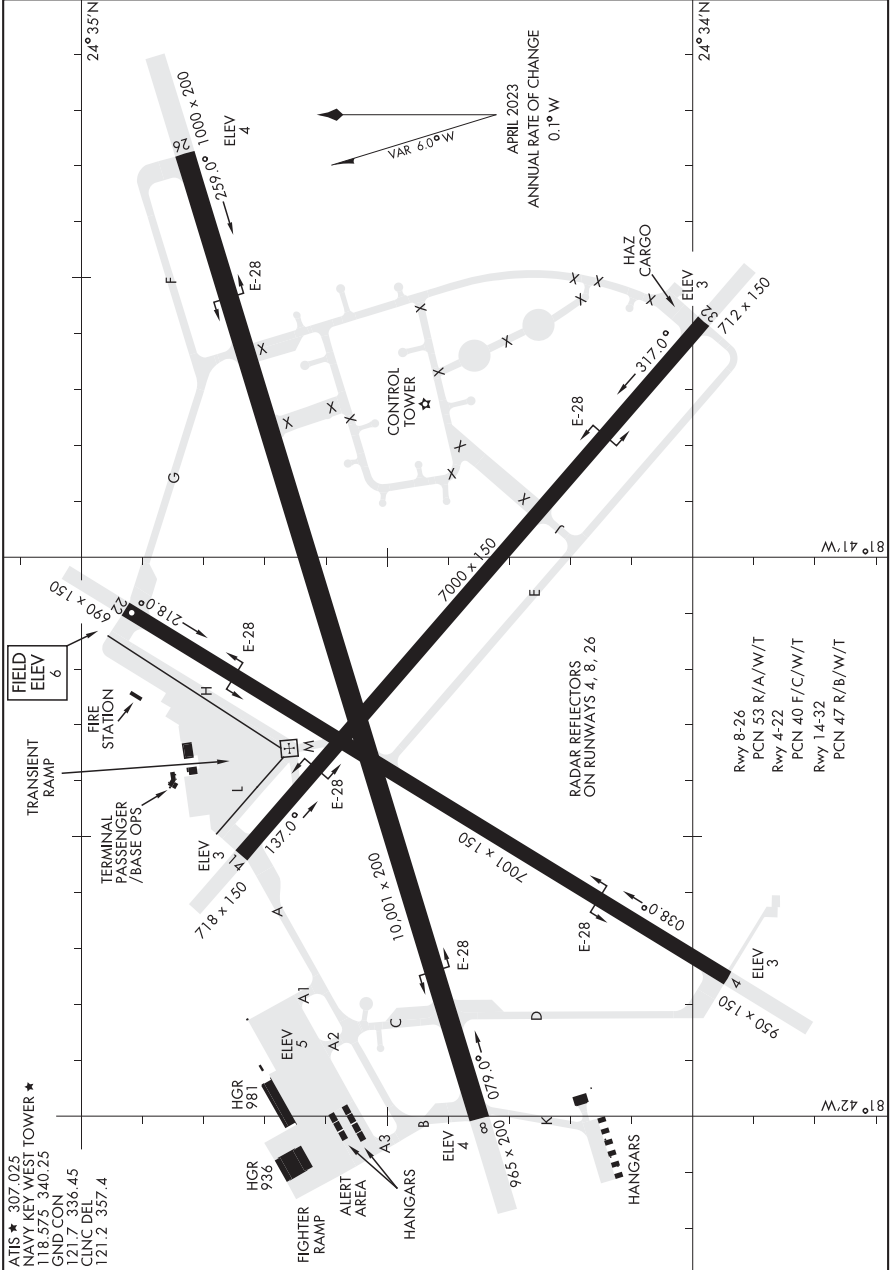 ATIS ★ 307.025
NAVY KEY WEST TOWER ★
118.575 340.25
GND CON
121.7 336.45
CLNC DEL
121.2 357.4
FIELD
ELEV
6
24°35'N
TRANSIENT
RAMP
FIRE
STATION
TERMINAL
PASSENGER
/BASE OPS
690 x 150
22
218.0°
E-28
H
L
M
G
F
26
1000 x 200
259.0°
ELEV
4
E-28
VAR 6.0° W
APRIL 2023
ANNUAL RATE OF CHANGE
0.1° W
ELEV
3
14
718 x 150
137.0°
E-28
A
A1
A2
A3
B
C
D
E
J
K
ELEV
5
HGR
981
HGR
936
FIGHTER
RAMP
ALERT
AREA
HANGARS
ELEV
4
8
965 x 200
079.0°
E-28
10,001 x 200
HANGARS
7001 x 150
E-28
038.0°
4
ELEV
3
950 x 150
7000 x 150
CONTROL
TOWER
X
X
X
X
X
X
X
X
X
X
X
X
X
X
E-28
317.0°
32
712 x 150
ELEV
3
HAZ
CARGO
RADAR REFLECTORS
ON RUNWAYS 4, 8, 26
Rwy 8-26
PCN 53 R/A/W/T
Rwy 4-22
PCN 40 F/C/W/T
Rwy 14-32
PCN 47 R/B/W/T
24°34'N
81°41'W
81°42'W